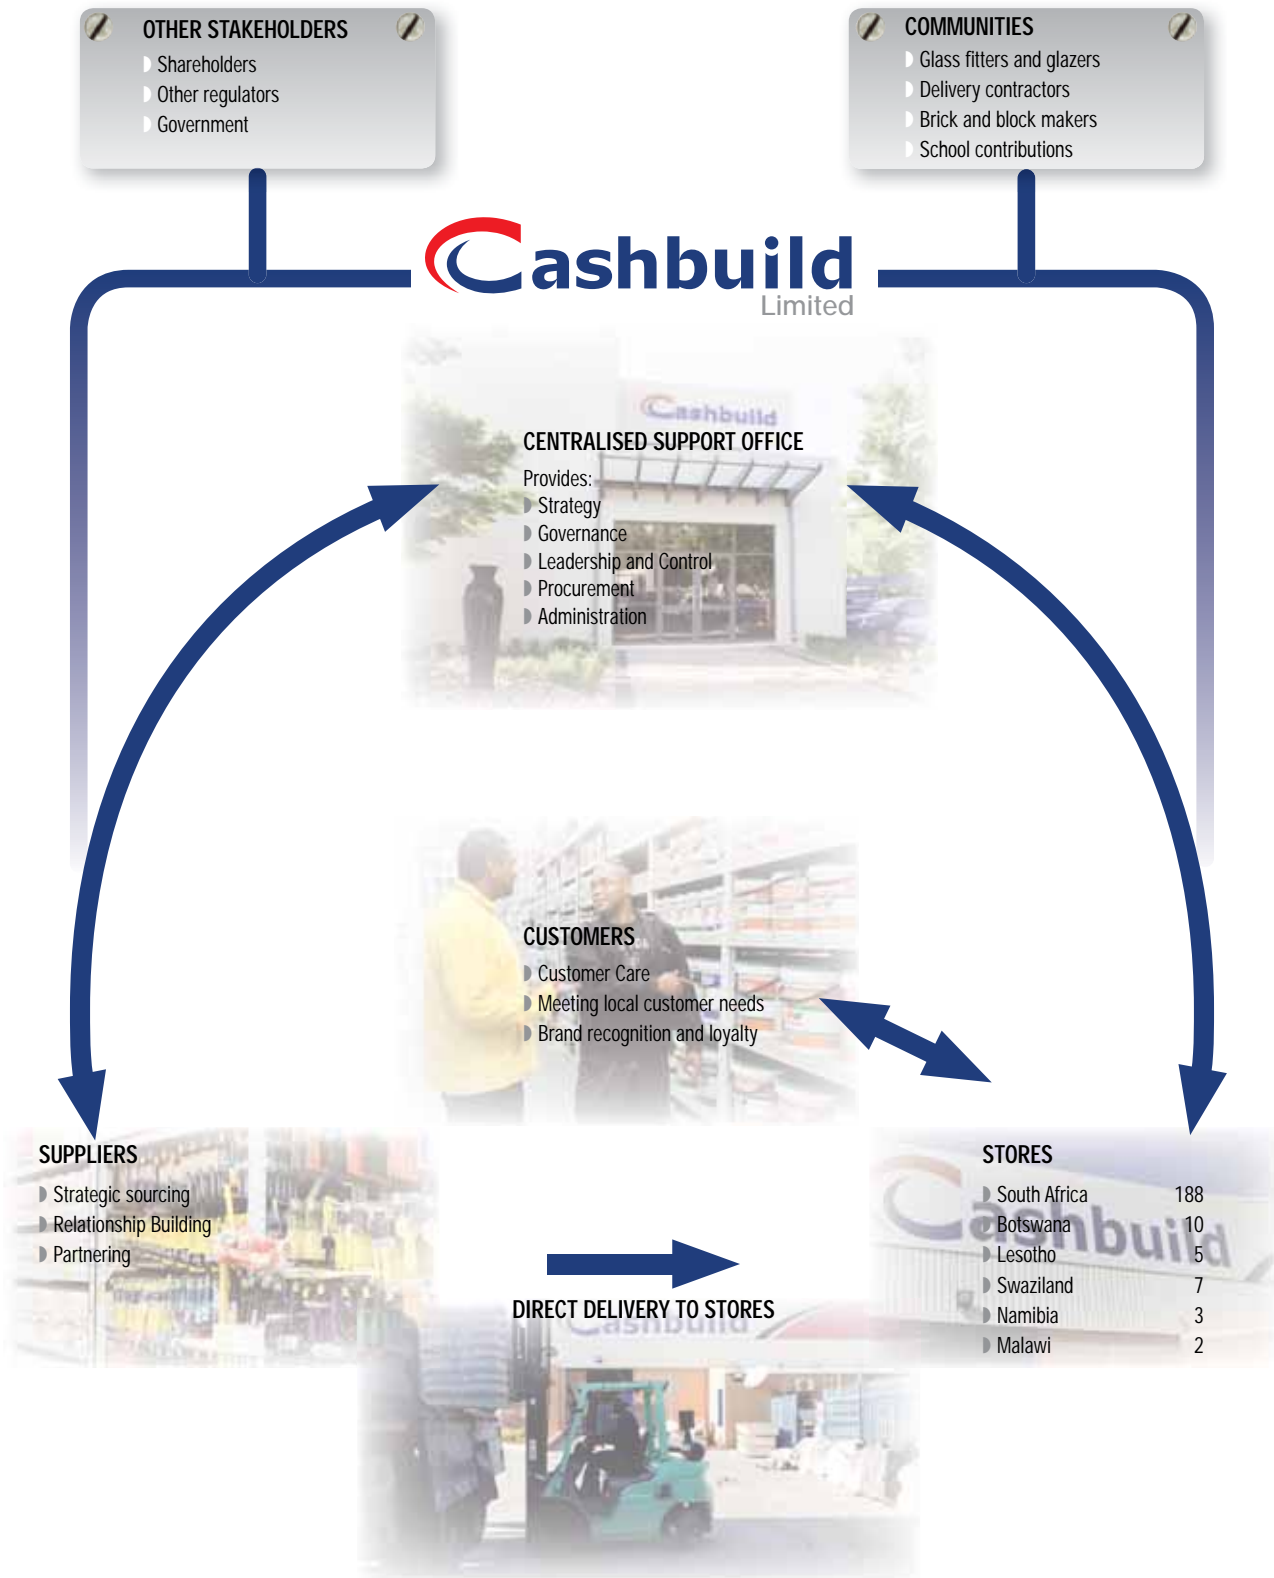 OTHER STAKEHOLDERS
Shareholders
Other regulators
Government
COMMUNITIES
Glass fitters and glazers
Delivery contractors
Brick and block makers
School contributions
Cashbuild
Limited
Cashbuild
CENTRALISED SUPPORT OFFICE
Provides:
Strategy
Governance
Leadership and Control
Procurement
Administration
CUSTOMERS
Customer Care
Meeting local customer needs
Brand recognition and loyalty
SUPPLIERS
Strategic sourcing
Relationship Building
Partnering
STORES
South Africa 188
Botswana 10
Lesotho 5
Swaziland 7
Namibia 3
Malawi 2
Cashbuild
DIRECT DELIVERY TO STORES
Cashbuild